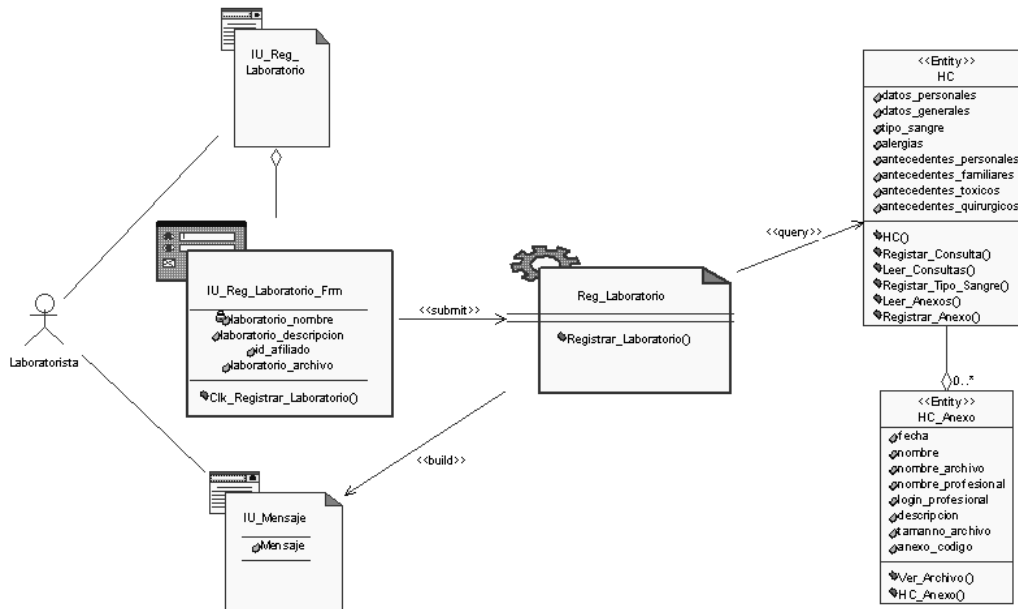 IU_Reg_
Laboratorio
Laboratorista
IU_Reg_Laboratorio_Frm
laboratorio_nombre
laboratorio_descripcion
id_afiliado
laboratorio_archivo
Clk_Registrar_Laboratorio()
<<submit>>
Reg_Laboratorio
Registrar_Laboratorio()
<<build>>
IU_Mensaje
Mensaje
<<query>>
<<Entity>>
HC
datos_personales
datos_generales
tipo_sangre
alergias
antecedentes_personales
antecedentes_familiares
antecedentes_toxicos
antecedentes_quirurgicos
HC()
Registar_Consulta()
Leer_Consultas()
Registar_Tipo_Sangre()
Leer_Anexos()
Registrar_Anexo()
0..*
<<Entity>>
HC_Anexo
fecha
nombre
nombre_archivo
nombre_profesional
login_profesional
descripcion
tamanno_archivo
anexo_codigo
Ver_Archivo()
HC_Anexo()